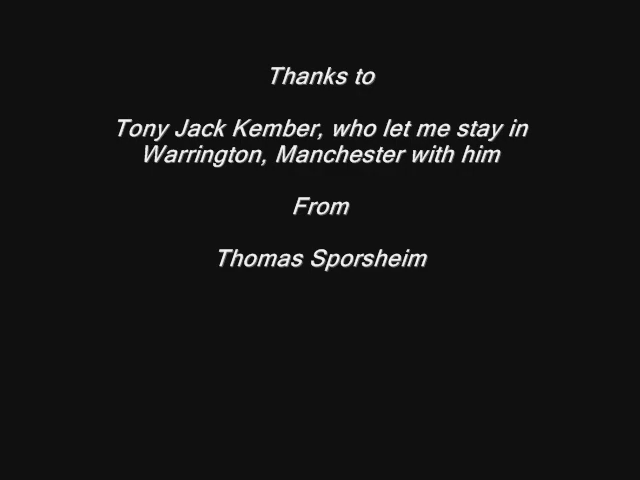 Thanks to
Tony Jack Kember, who let me stay in
Warrington, Manchester with him
From
Thomas Sporsheim